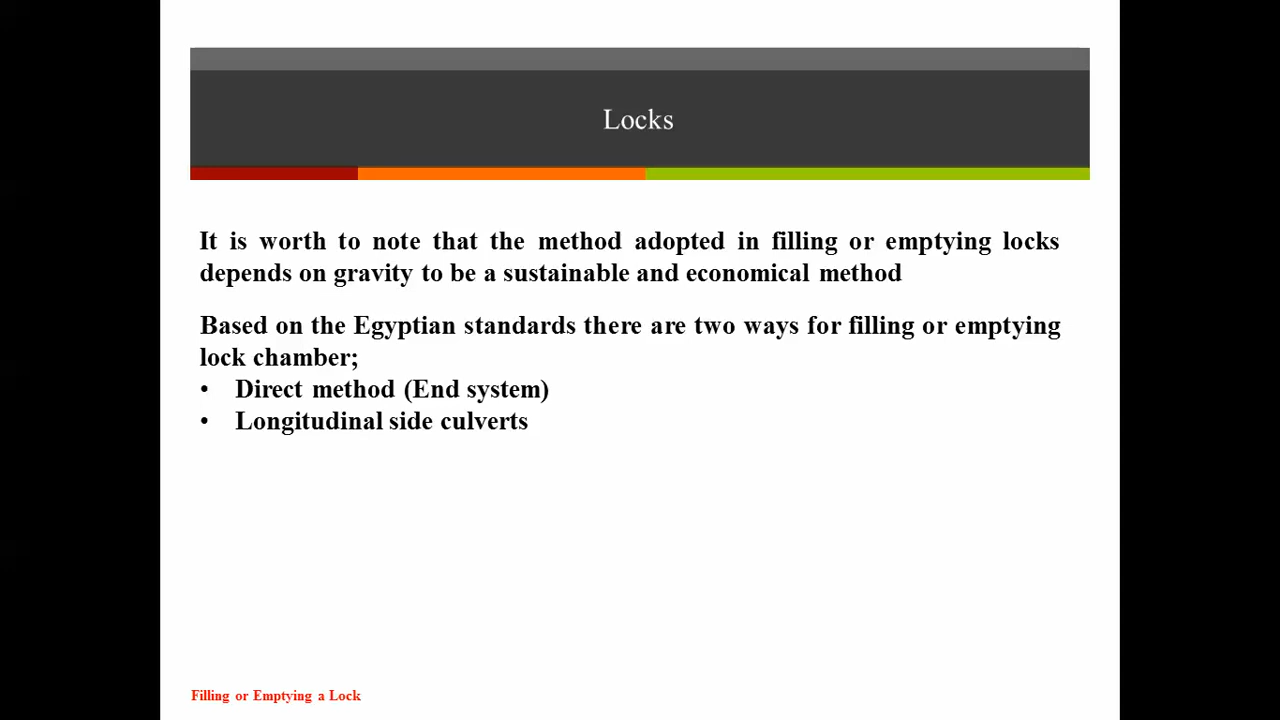 Locks
It is worth to note that the method adopted in filling or emptying locks
depends on gravity to be a sustainable and economical method
Based on the Egyptian standards there are two ways for filling or emptying
lock chamber;
• Direct method (End system)
• Longitudinal side culverts
Filling or Emptying a Lock